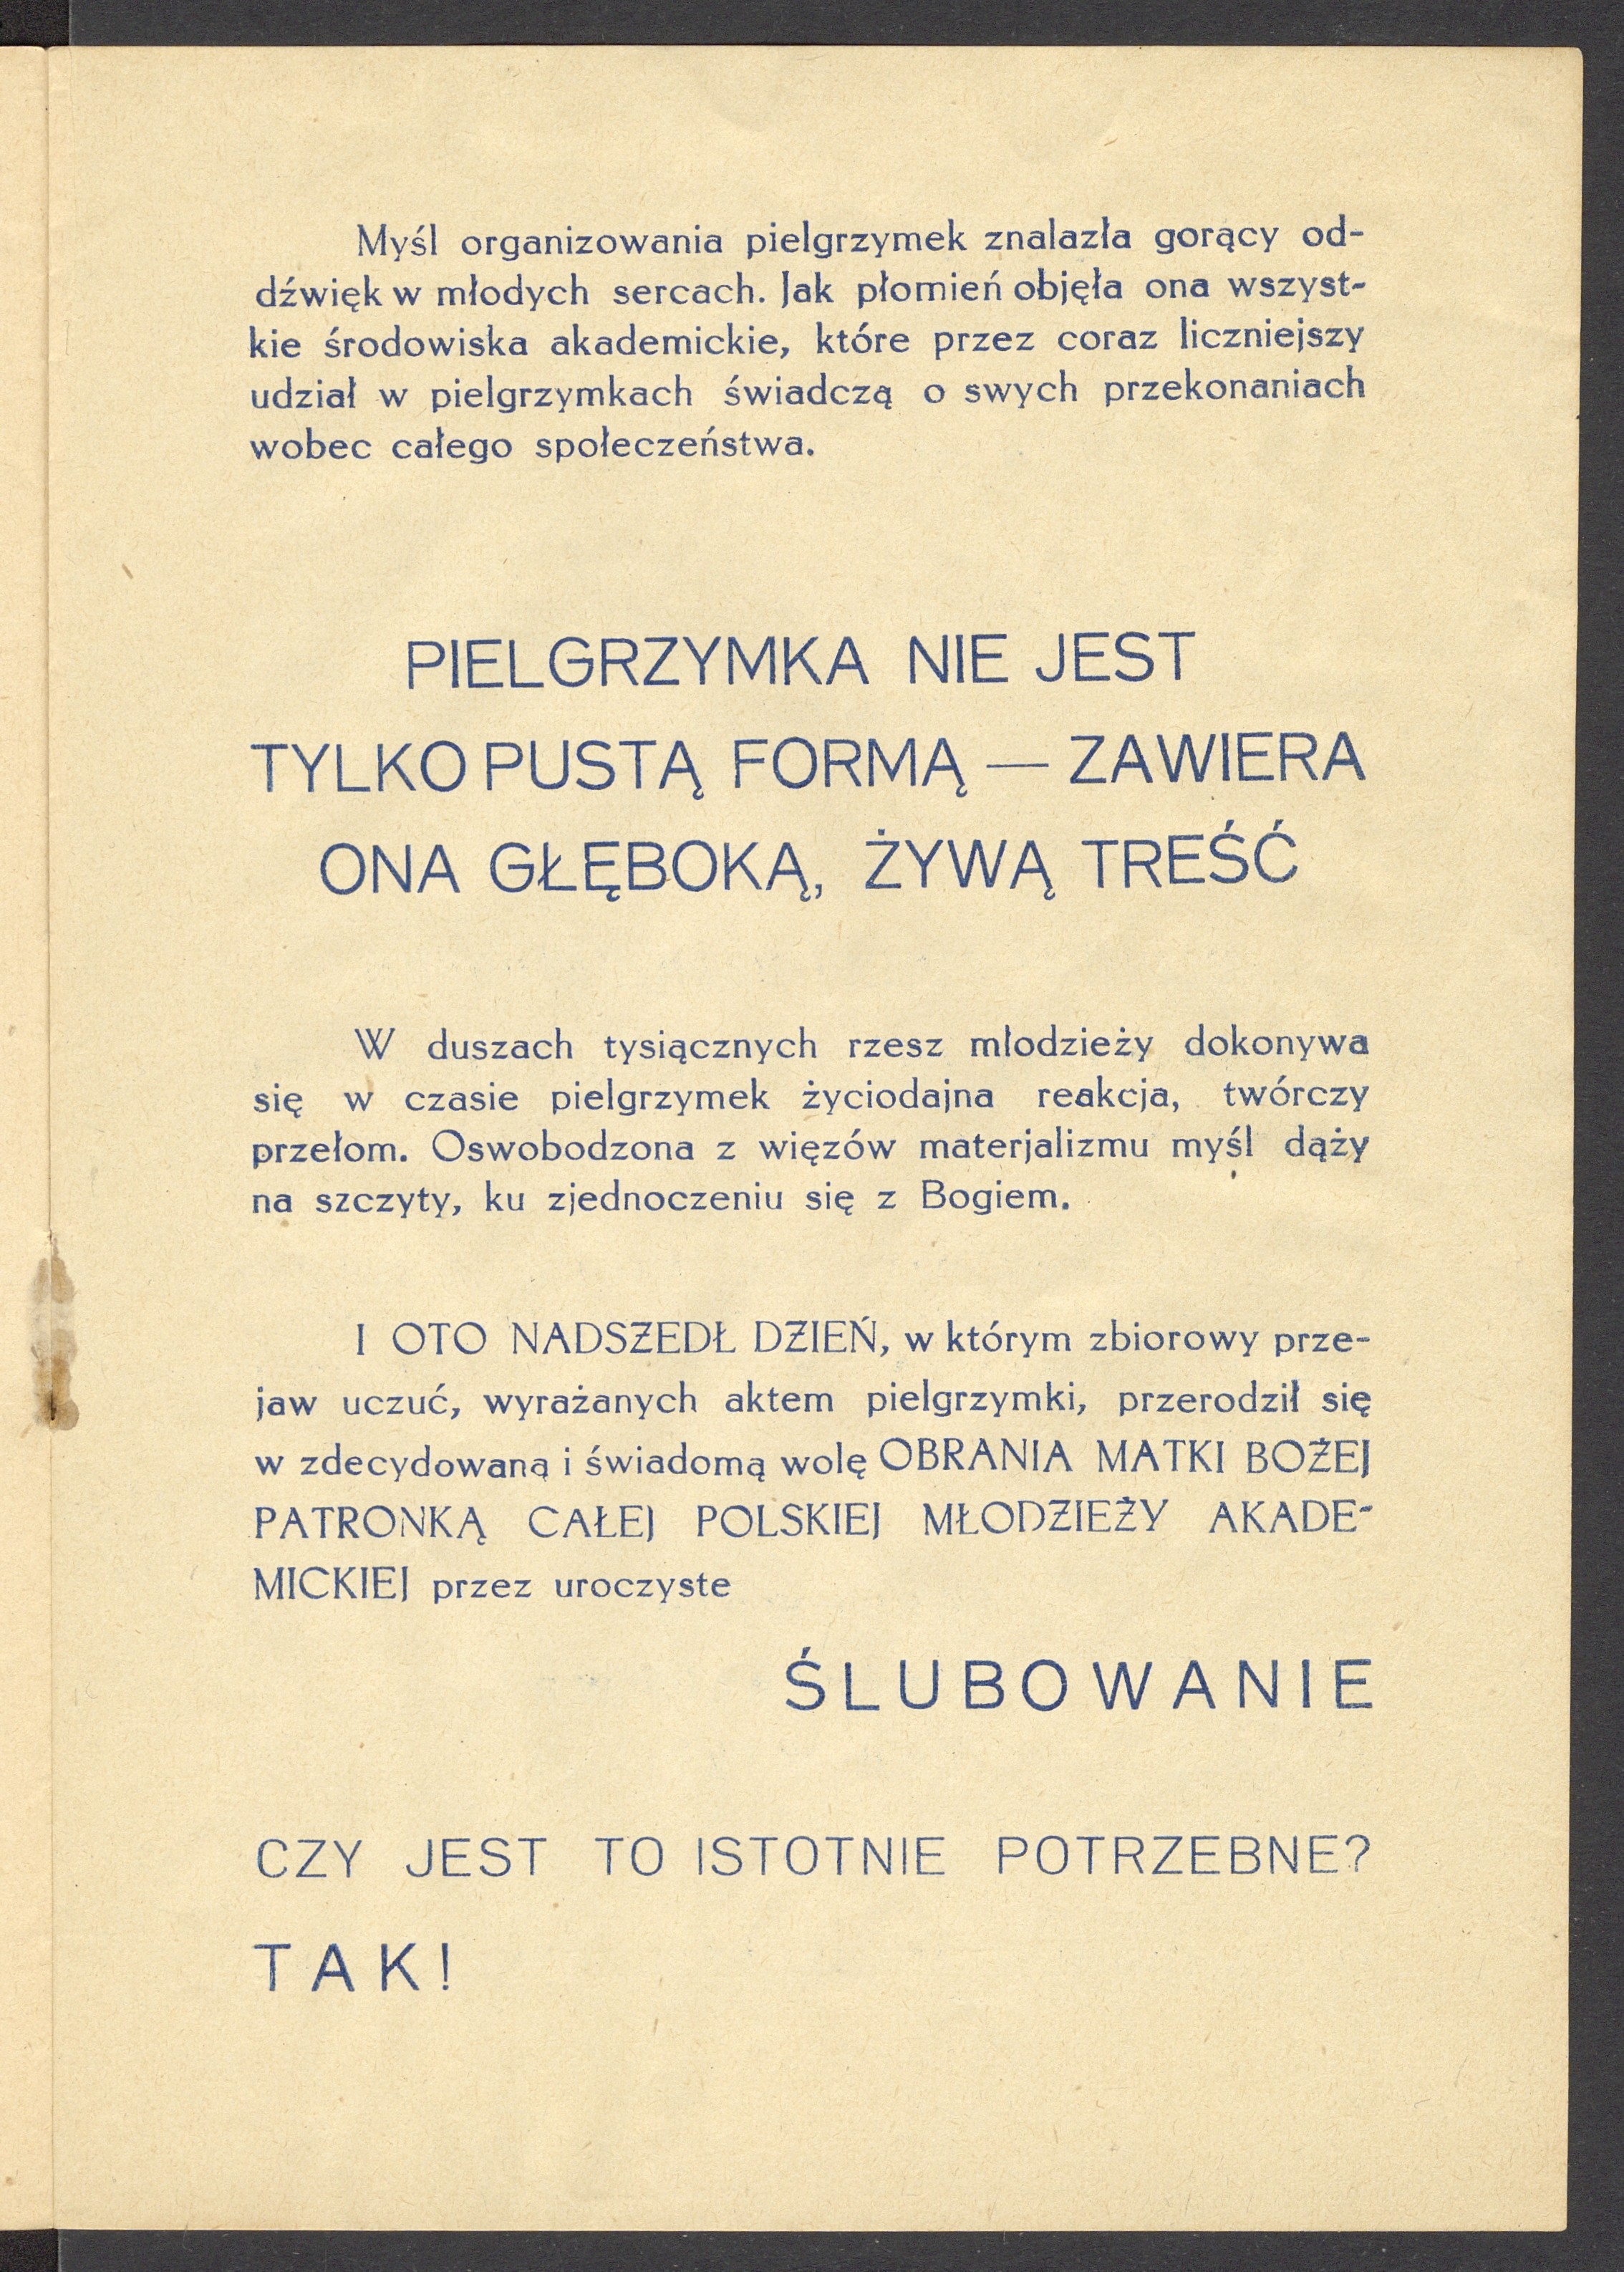 Myśl organizowania pielgrzymek znalazła gorący od-
dźwięk w młodych sercach. Jak płomień objęła ona wszyst-
kie środowiska akademickie, które przez coraz liczniejszy
udział w pielgrzymkach świadczą o swych przekonaniach
wobec całego społeczeństwa.
PIELGRZYMKA NIE JEST
TYLKO PUSTĄ FORMĄ — ZAWIERA
ONA GŁĘBOKĄ, ŻYWĄ TREŚĆ
W duszach tysiącznych rzesz młodzieży dokonywa
się w czasie pielgrzymek życiodajna reakcja, twórczy
przełom. Oswobodzona z więzów materjalizmu myśl dąży
na szczyty, ku zjednoczeniu się z Bogiem.
I OTO NADSZEDŁ DZIEŃ, w którym zbiorowy prze-
jaw uczuć, wyrażanych aktem pielgrzymki, przerodził się
w zdecydowaną i świadomą wolę OBRANIA MATKI BOŻEJ
PATRONKĄ CAŁEJ POLSKIEJ MŁODZIEŻY AKADE-
MICKIEJ przez uroczyste
ŚLUBOWANIE
CZY JEST TO ISTOTNIE POTRZEBNE?
TAK!